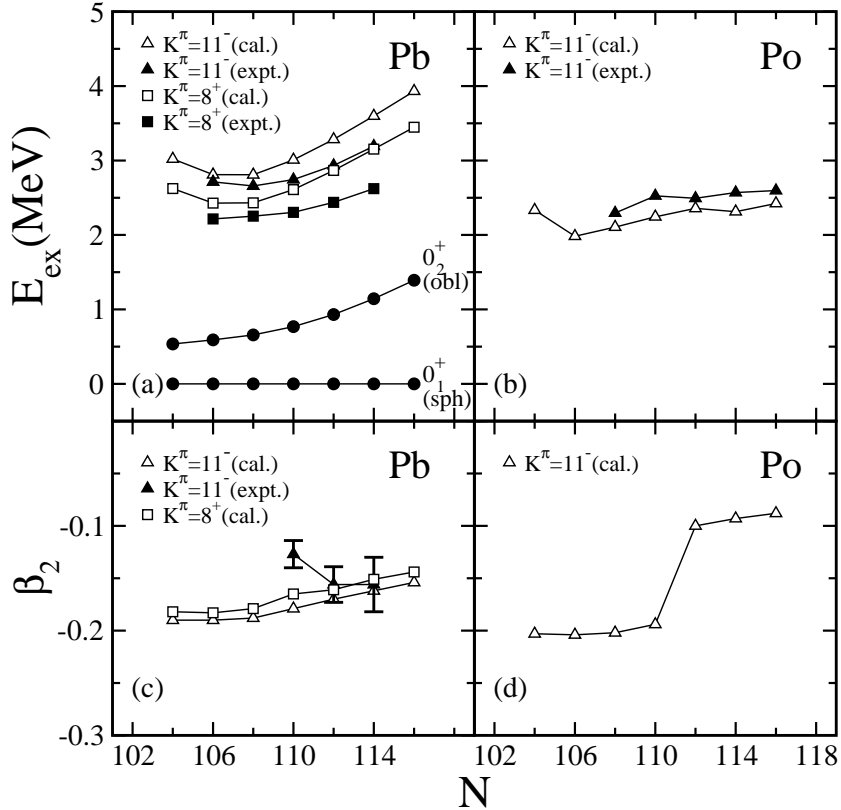 5
4
3
2
1
0
E_ex(MeV)
K^π=11^-(cal.)
K^π=11^-(expt.)
K^π=8^+(cal.)
K^π=8^+(expt.)
Pb
0_2^+
(obl)
0_1^+
(sph)
(a)
K^π=11^-(cal.)
K^π=11^-(expt.)
Po
(b)
-0.1
-0.2
-0.3
β_2
K^π=11^-(cal.)
K^π=11^-(expt.)
K^π=8^+(cal.)
Pb
(c)
K^π=11^-(cal.)
Po
(d)
102 106 110 114 102 106 110 114 118
N